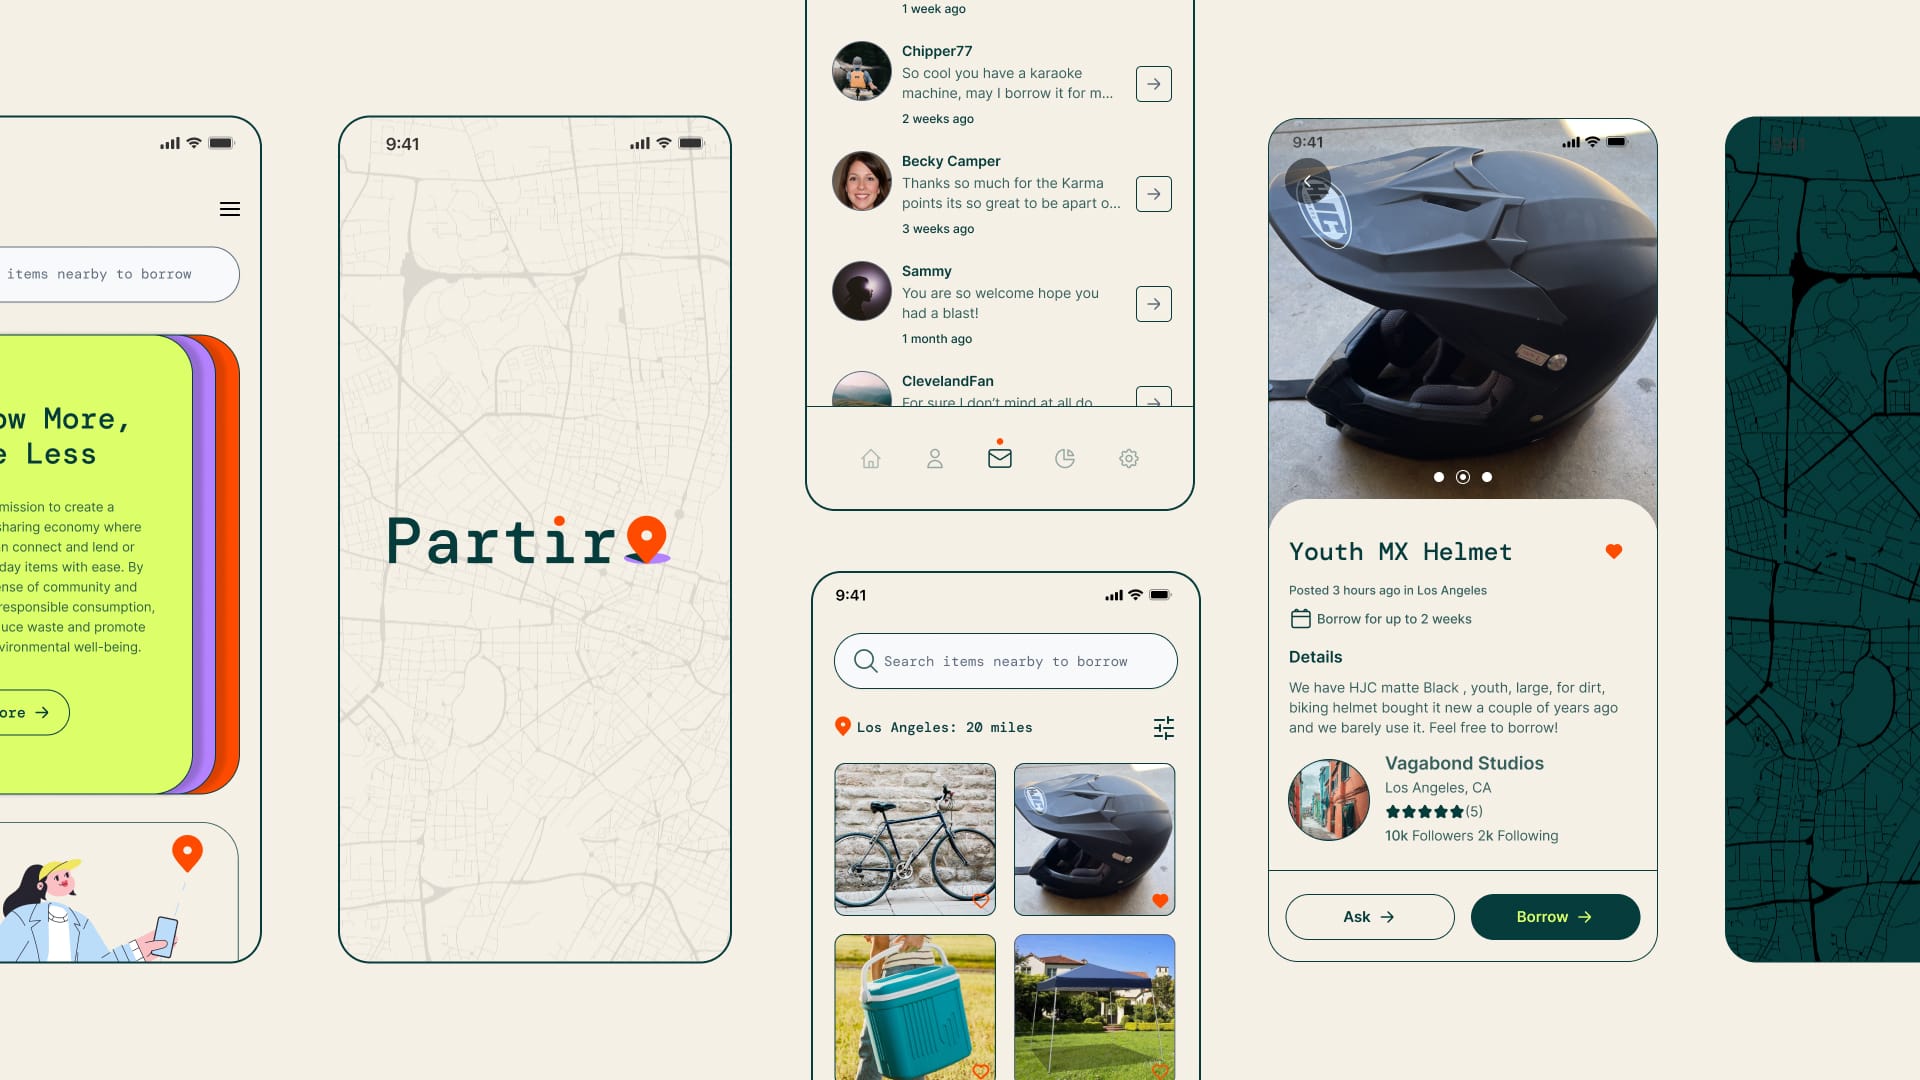 items nearby to borrow
ow More,
e Less
mission to create a
sharing economy where
n connect and lend or
day items with ease. By
nse of community and
responsible consumption,
uce waste and promote
vironmental well-being.
ore
9:41
Partir
1 week ago
Chipper77
So cool you have a karaoke
machine, may I borrow it for m...
2 weeks ago
Becky Camper
Thanks so much for the Karma
points its so great to be apart o...
3 weeks ago
Sammy
You are so welcome hope you
had a blast!
1 month ago
ClevelandFan
For sure I don't mind at all do
9:41
Search items nearby to borrow
Los Angeles: 20 miles
9:41
Youth MX Helmet
Posted 3 hours ago in Los Angeles
Borrow for up to 2 weeks
Details
We have HJC matte Black , youth, large, for dirt,
biking helmet bought it new a couple of years ago
and we barely use it. Feel free to borrow!
Vagabond Studios
Los Angeles, CA
(5)
10k Followers 2k Following
Ask
Borrow
9:41